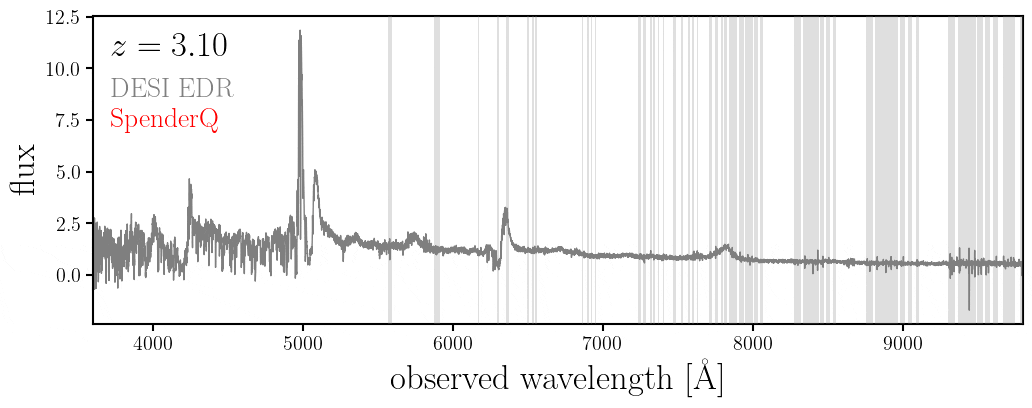 12.5
10.0
7.5
5.0
2.5
0.0
flux
z = 3.10
DESI EDR
SpenderQ
4000 5000 6000 7000 8000 9000
observed wavelength [Å]